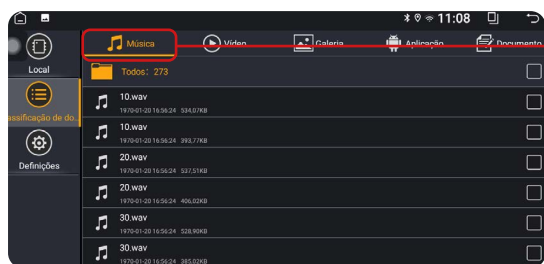 11:08
Música
Vídeo
Galeria
Aplicação
Documento
Local
Todos: 273
10.wav
1970-01-20 16:56:24 534,07KB
assificação de do...
10.wav
1970-01-20 16:56:24 393,77KB
20.wav
1970-01-20 16:56:24 537,51KB
Definições
20.wav
1970-01-20 16:56:24 406,02KB
30.wav
1970-01-20 16:56:24 528,90KB
30.wav
1970-01-20 16:56:24 385,02KB